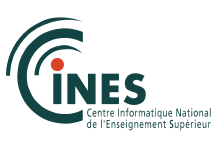 CINES
Centre Informatique National
de l'Enseignement Supérieur